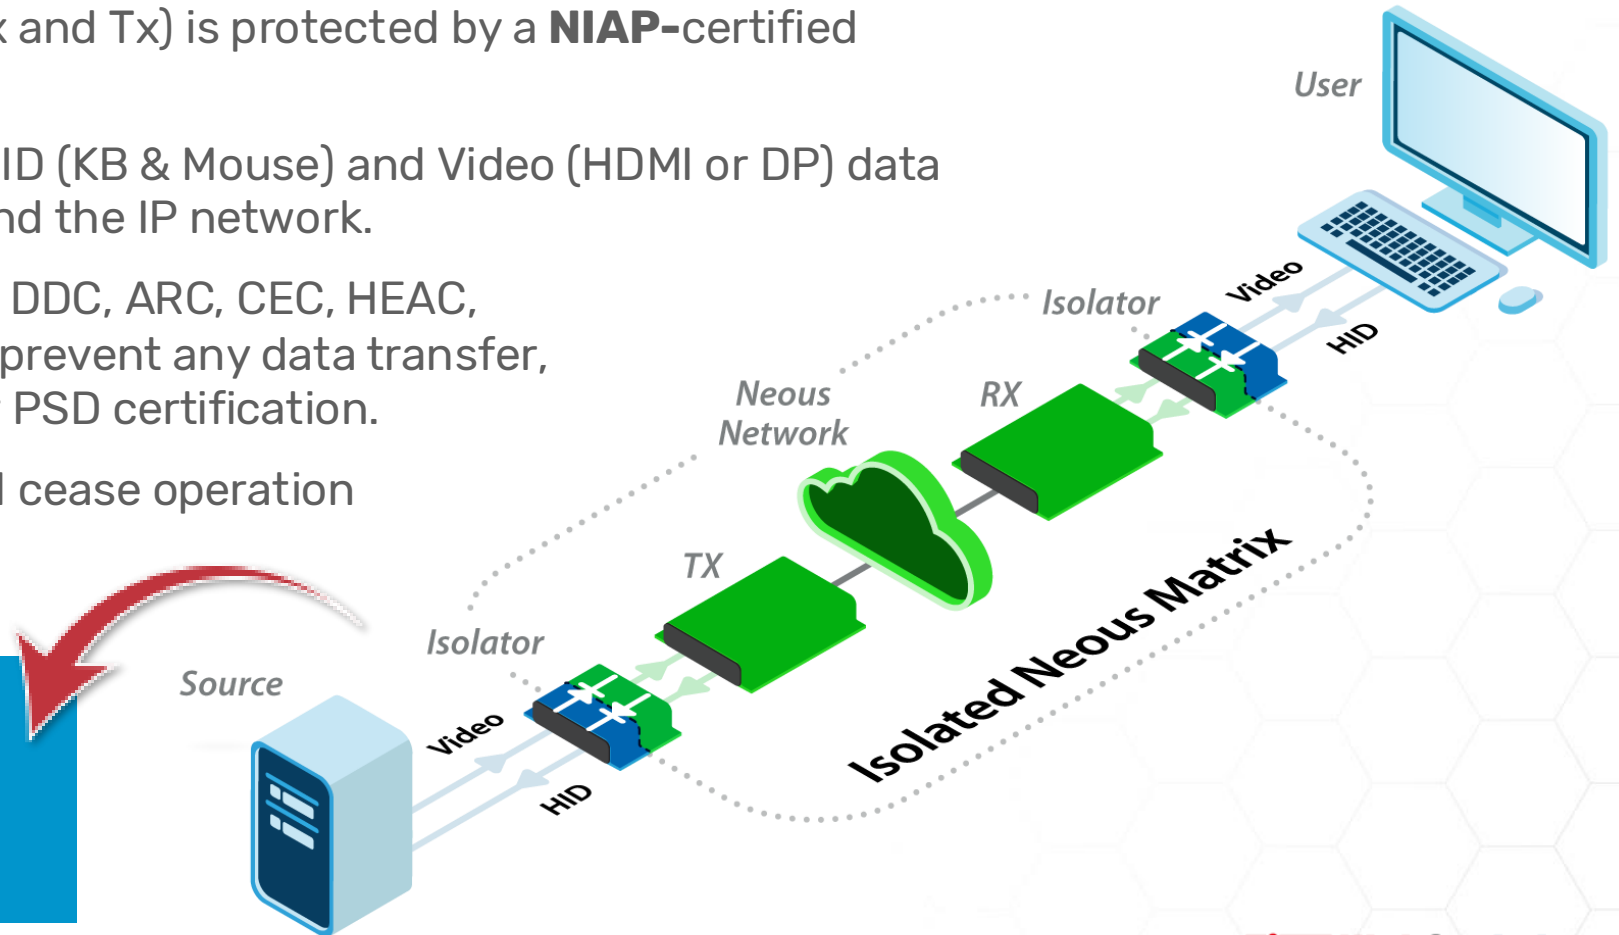 x and Tx) is protected by a NIAP-certified
ID (KB & Mouse) and Video (HDMI or DP) data
nd the IP network.
DDC, ARC, CEC, HEAC,
prevent any data transfer,
PSD certification.
cease operation
User
Video
HID
Isolator
RX
Neous
Network
TX
Isolator
Source
Video
HID
Isolated Neous Matrix